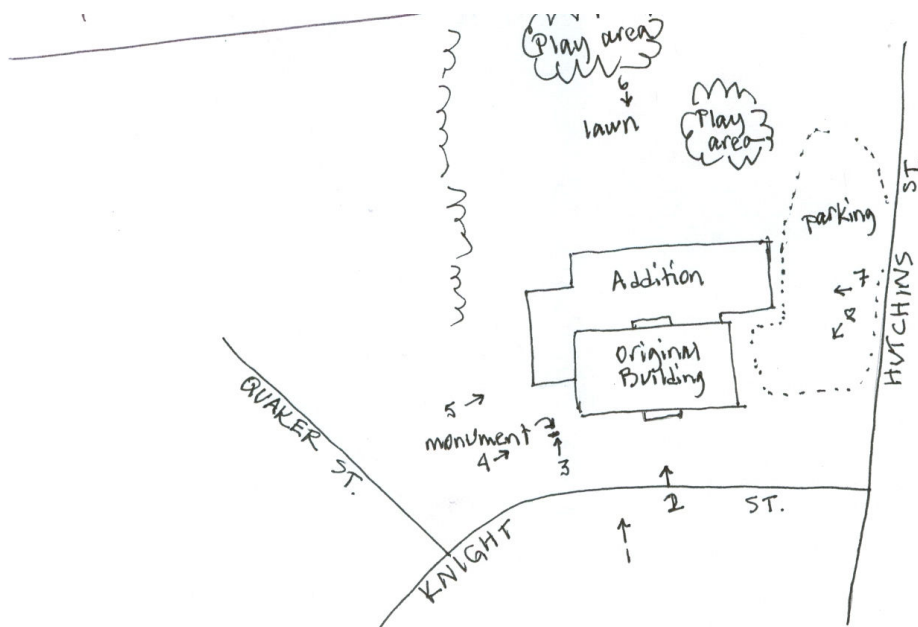 Play area
6
lawn
Play
area
ST
parking
HUTCHINS
7
8
Addition
Original
Building
QUAKER ST.
5
monument
4
3
2
ST.
1
KNIGHT